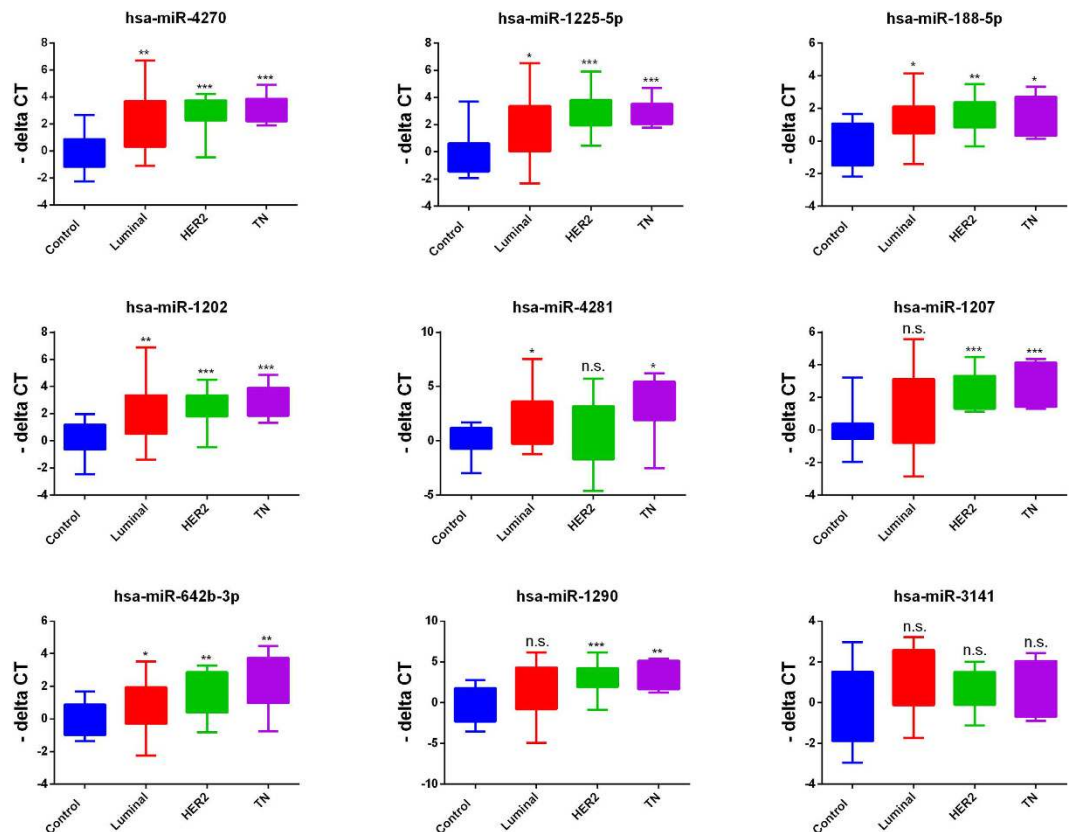 hsa-miR-4270
- delta CT
8
6
4
2
0
-2
-4
**
***
***
Control
Luminal
HER2
TN
hsa-miR-1225-5p
- delta CT
8
6
4
2
0
-2
-4
*
***
***
Control
Luminal
HER2
TN
hsa-miR-188-5p
- delta CT
6
4
2
0
-2
-4
*
**
*
Control
Luminal
HER2
TN
hsa-miR-1202
- delta CT
8
6
4
2
0
-2
-4
**
***
***
Control
Luminal
HER2
TN
hsa-miR-4281
- delta CT
10
5
0
-5
*
n.s.
*
Control
Luminal
HER2
TN
hsa-miR-1207
- delta CT
6
4
2
0
-2
-4
n.s.
***
***
Control
Luminal
HER2
TN
hsa-miR-642b-3p
- delta CT
6
4
2
0
-2
-4
*
**
**
Control
Luminal
HER2
TN
hsa-miR-1290
- delta CT
10
5
0
-5
-10
n.s.
***
**
Control
Luminal
HER2
TN
hsa-miR-3141
- delta CT
4
2
0
-2
-4
n.s.
n.s.
n.s.
Control
Luminal
HER2
TN